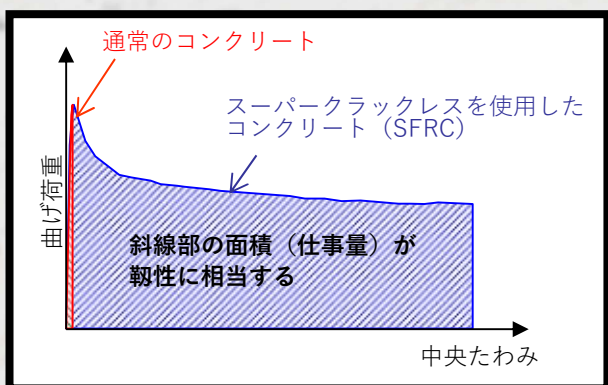 通常のコンクリート
スーパークラックレスを使用した
コンクリート（SFRC）
曲げ荷重
斜線部の面積（仕事量）が
靱性に相当する
中央たわみ